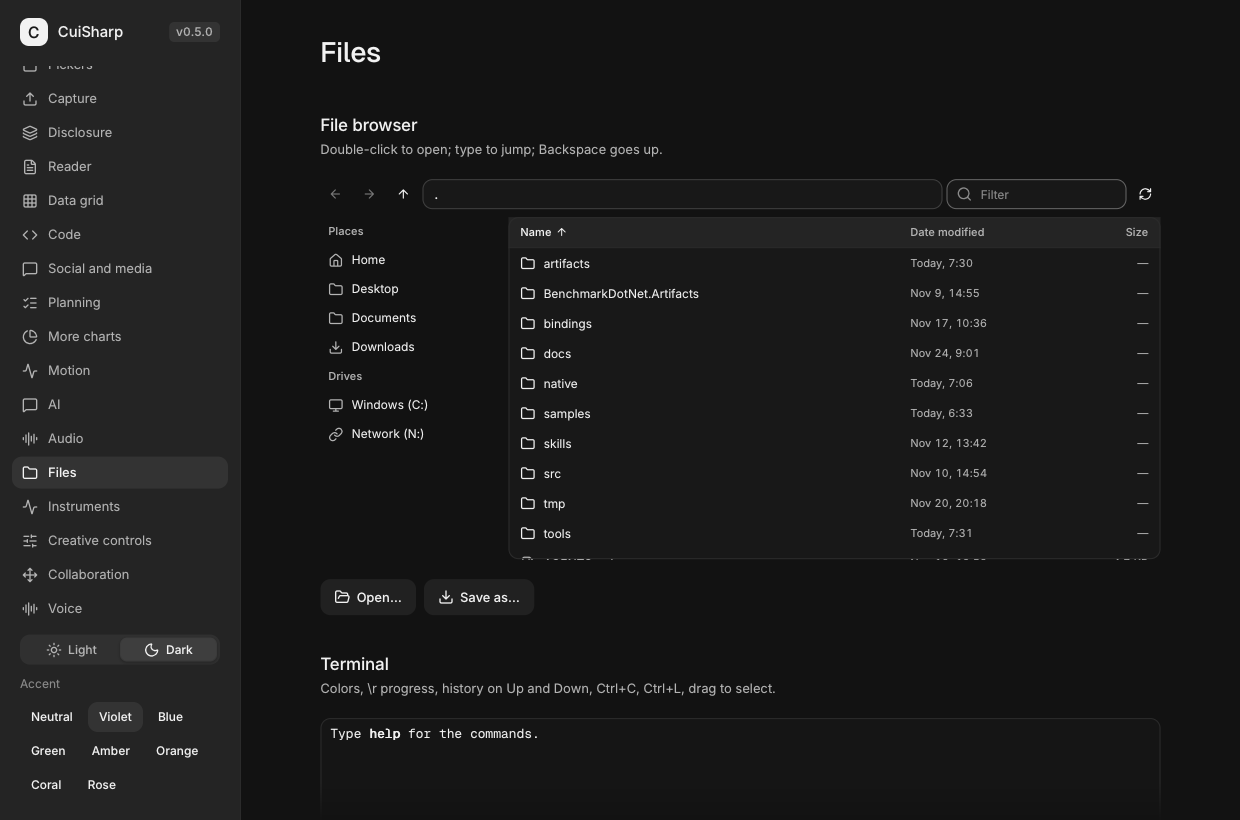 C CuiSharp v0.5.0
Pickers
Capture
Disclosure
Reader
Data grid
Code
Social and media
Planning
More charts
Motion
AI
Audio
Files
Instruments
Creative controls
Collaboration
Voice
Light Dark
Accent
Neutral Violet Blue
Green Amber Orange
Coral Rose
Files
File browser
Double-click to open; type to jump; Backspace goes up.
. Filter
Places
Home
Desktop
Documents
Downloads
Drives
Windows (C:)
Network (N:)
Name Date modified Size
artifacts Today, 7:30 —
BenchmarkDotNet.Artifacts Nov 9, 14:55 —
bindings Nov 17, 10:36 —
docs Nov 24, 9:01 —
native Today, 7:06 —
samples Today, 6:33 —
skills Nov 12, 13:42 —
src Nov 10, 14:54 —
tmp Nov 20, 20:18 —
tools Today, 7:31 —
Open... Save as...
Terminal
Colors, \r progress, history on Up and Down, Ctrl+C, Ctrl+L, drag to select.
Type help for the commands.